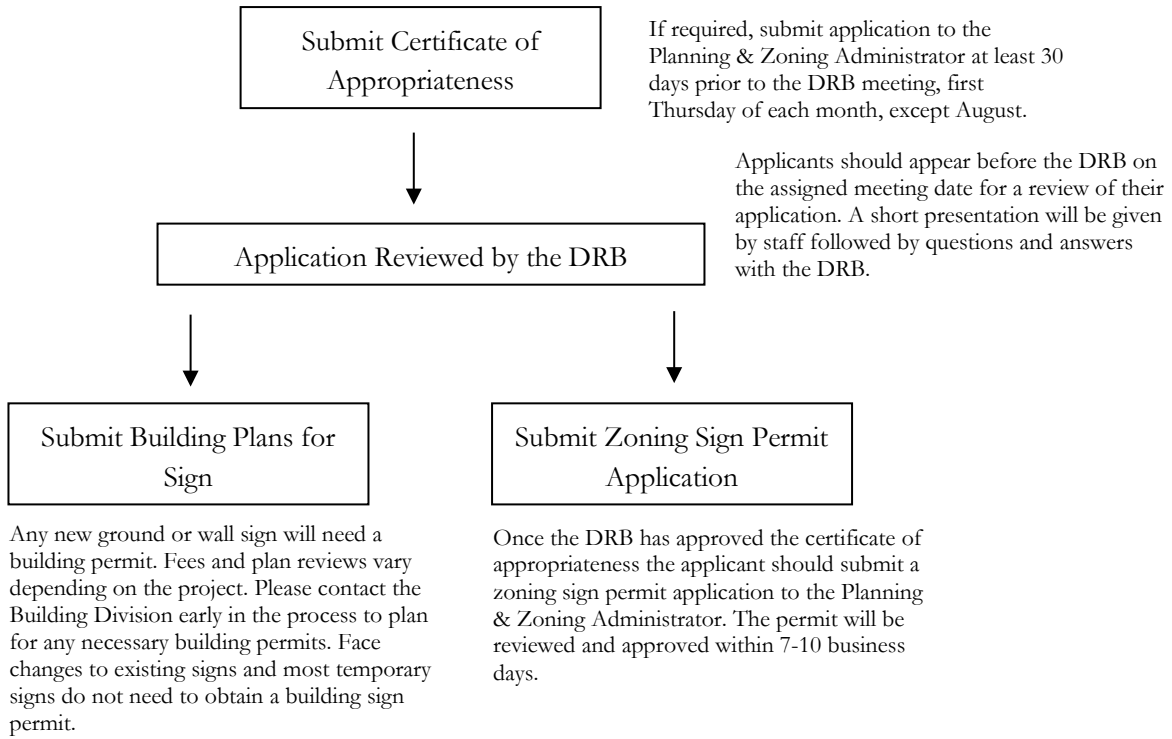 Submit Certificate of
Appropriateness
If required, submit application to the
Planning & Zoning Administrator at least 30
days prior to the DRB meeting, first
Thursday of each month, except August.
Applicants should appear before the DRB on
the assigned meeting date for a review of their
application. A short presentation will be given
by staff followed by questions and answers
with the DRB.
Application Reviewed by the DRB
Submit Building Plans for
Sign
Any new ground or wall sign will need a
building permit. Fees and plan reviews vary
depending on the project. Please contact the
Building Division early in the process to plan
for any necessary building permits. Face
changes to existing signs and most temporary
signs do not need to obtain a building sign
permit.
Submit Zoning Sign Permit
Application
Once the DRB has approved the certificate of
appropriateness the applicant should submit a
zoning sign permit application to the Planning
& Zoning Administrator. The permit will be
reviewed and approved within 7-10 business
days.